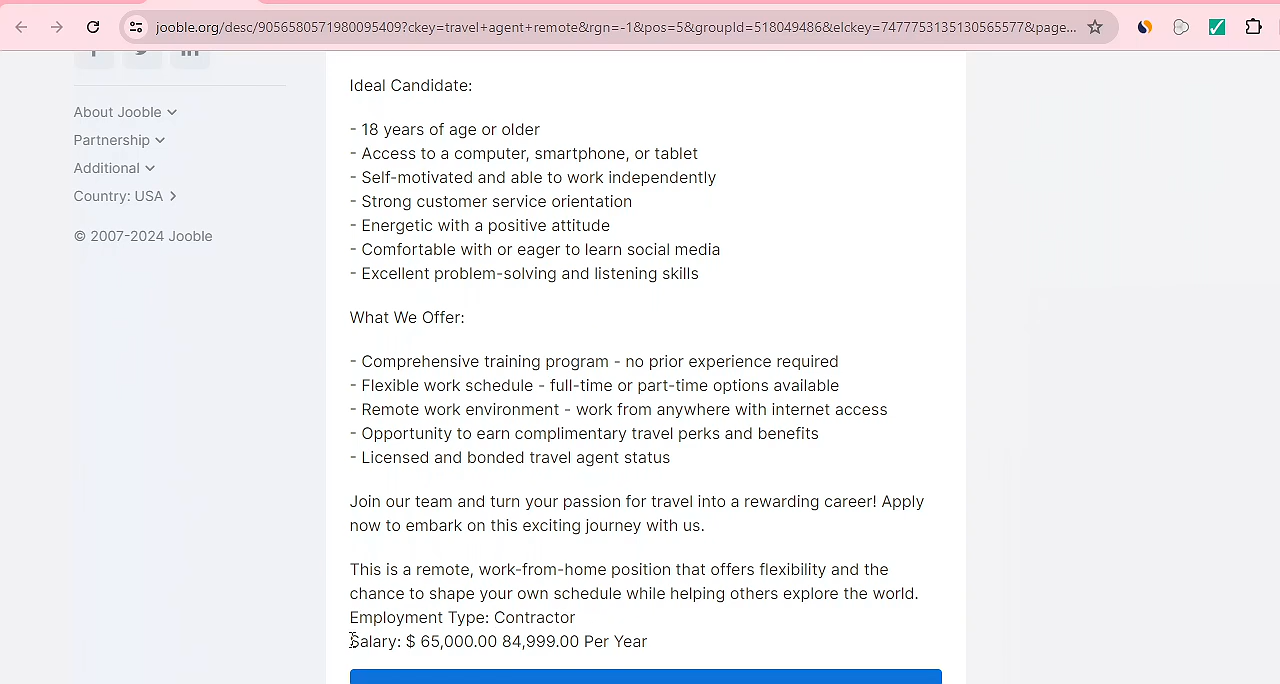 jooble.org/desc/9056580571980095409?ckey=travel+agent+remote&rgn=-1&pos=5&groupId=518049486&elckey=7477753135130565577&page...
About Jooble
Partnership
Additional
Country: USA
© 2007-2024 Jooble
Ideal Candidate:
- 18 years of age or older
- Access to a computer, smartphone, or tablet
- Self-motivated and able to work independently
- Strong customer service orientation
- Energetic with a positive attitude
- Comfortable with or eager to learn social media
- Excellent problem-solving and listening skills
What We Offer:
- Comprehensive training program - no prior experience required
- Flexible work schedule - full-time or part-time options available
- Remote work environment - work from anywhere with internet access
- Opportunity to earn complimentary travel perks and benefits
- Licensed and bonded travel agent status
Join our team and turn your passion for travel into a rewarding career! Apply
now to embark on this exciting journey with us.
This is a remote, work-from-home position that offers flexibility and the
chance to shape your own schedule while helping others explore the world.
Employment Type: Contractor
Salary: $ 65,000.00 84,999.00 Per Year